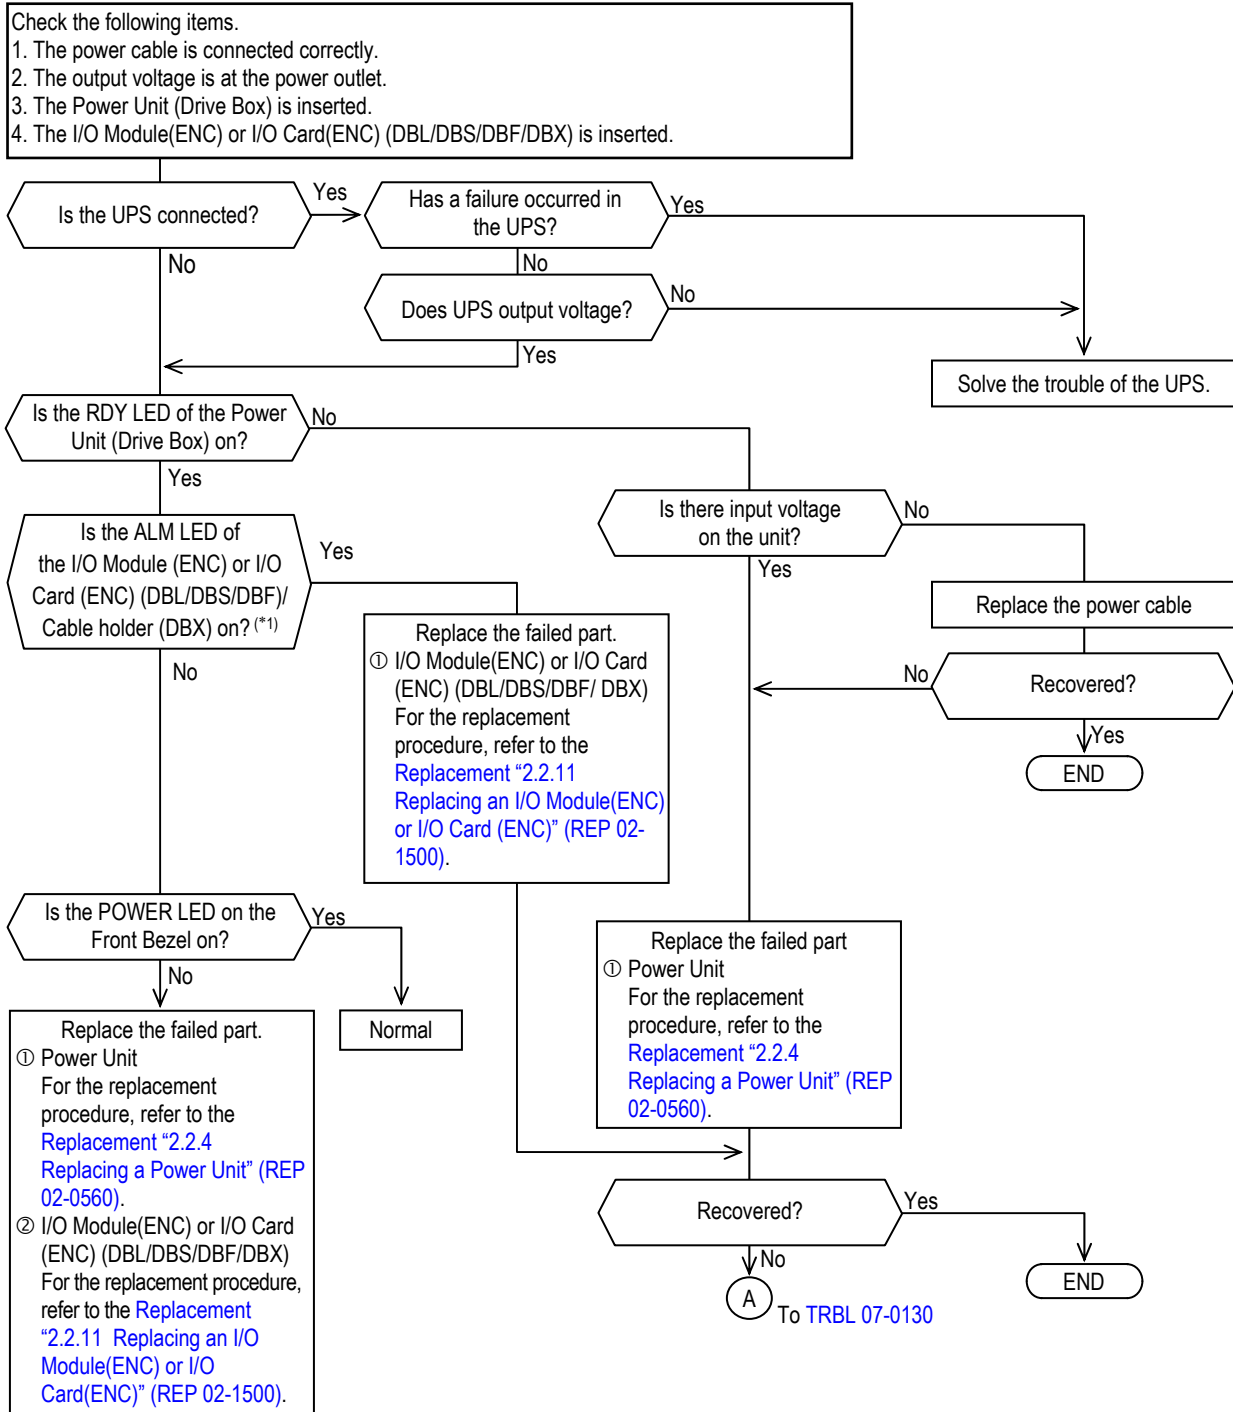 Check the following items.
1. The power cable is connected correctly.
2. The output voltage is at the power outlet.
3. The Power Unit (Drive Box) is inserted.
4. The I/O Module(ENC) or I/O Card(ENC) (DBL/DBS/DBF/DBX) is inserted.
Is the UPS connected?
Yes
No
Has a failure occurred in
the UPS?
Yes
No
Does UPS output voltage?
No
Yes
Solve the trouble of the UPS.
Is the RDY LED of the Power
Unit (Drive Box) on?
No
Yes
Is there input voltage
on the unit?
No
Yes
Replace the power cable
Recovered?
No
Yes
END
Is the ALM LED of
the I/O Module (ENC) or I/O
Card (ENC) (DBL/DBS/DBF)/
Cable holder (DBX) on? (*1)
Yes
No
Replace the failed part.
① I/O Module(ENC) or I/O Card
(ENC) (DBL/DBS/DBF/ DBX)
For the replacement
procedure, refer to the
Replacement “2.2.11
Replacing an I/O Module(ENC)
or I/O Card (ENC)” (REP 02-
1500).
Is the POWER LED on the
Front Bezel on?
Yes
No
Normal
Replace the failed part.
① Power Unit
For the replacement
procedure, refer to the
Replacement “2.2.4
Replacing a Power Unit” (REP
02-0560).
② I/O Module(ENC) or I/O Card
(ENC) (DBL/DBS/DBF/DBX)
For the replacement procedure,
refer to the Replacement
“2.2.11 Replacing an I/O
Module(ENC) or I/O
Card(ENC)” (REP 02-1500).
Replace the failed part
① Power Unit
For the replacement
procedure, refer to the
Replacement “2.2.4
Replacing a Power Unit” (REP
02-0560).
Recovered?
Yes
No
END
A
To TRBL 07-0130